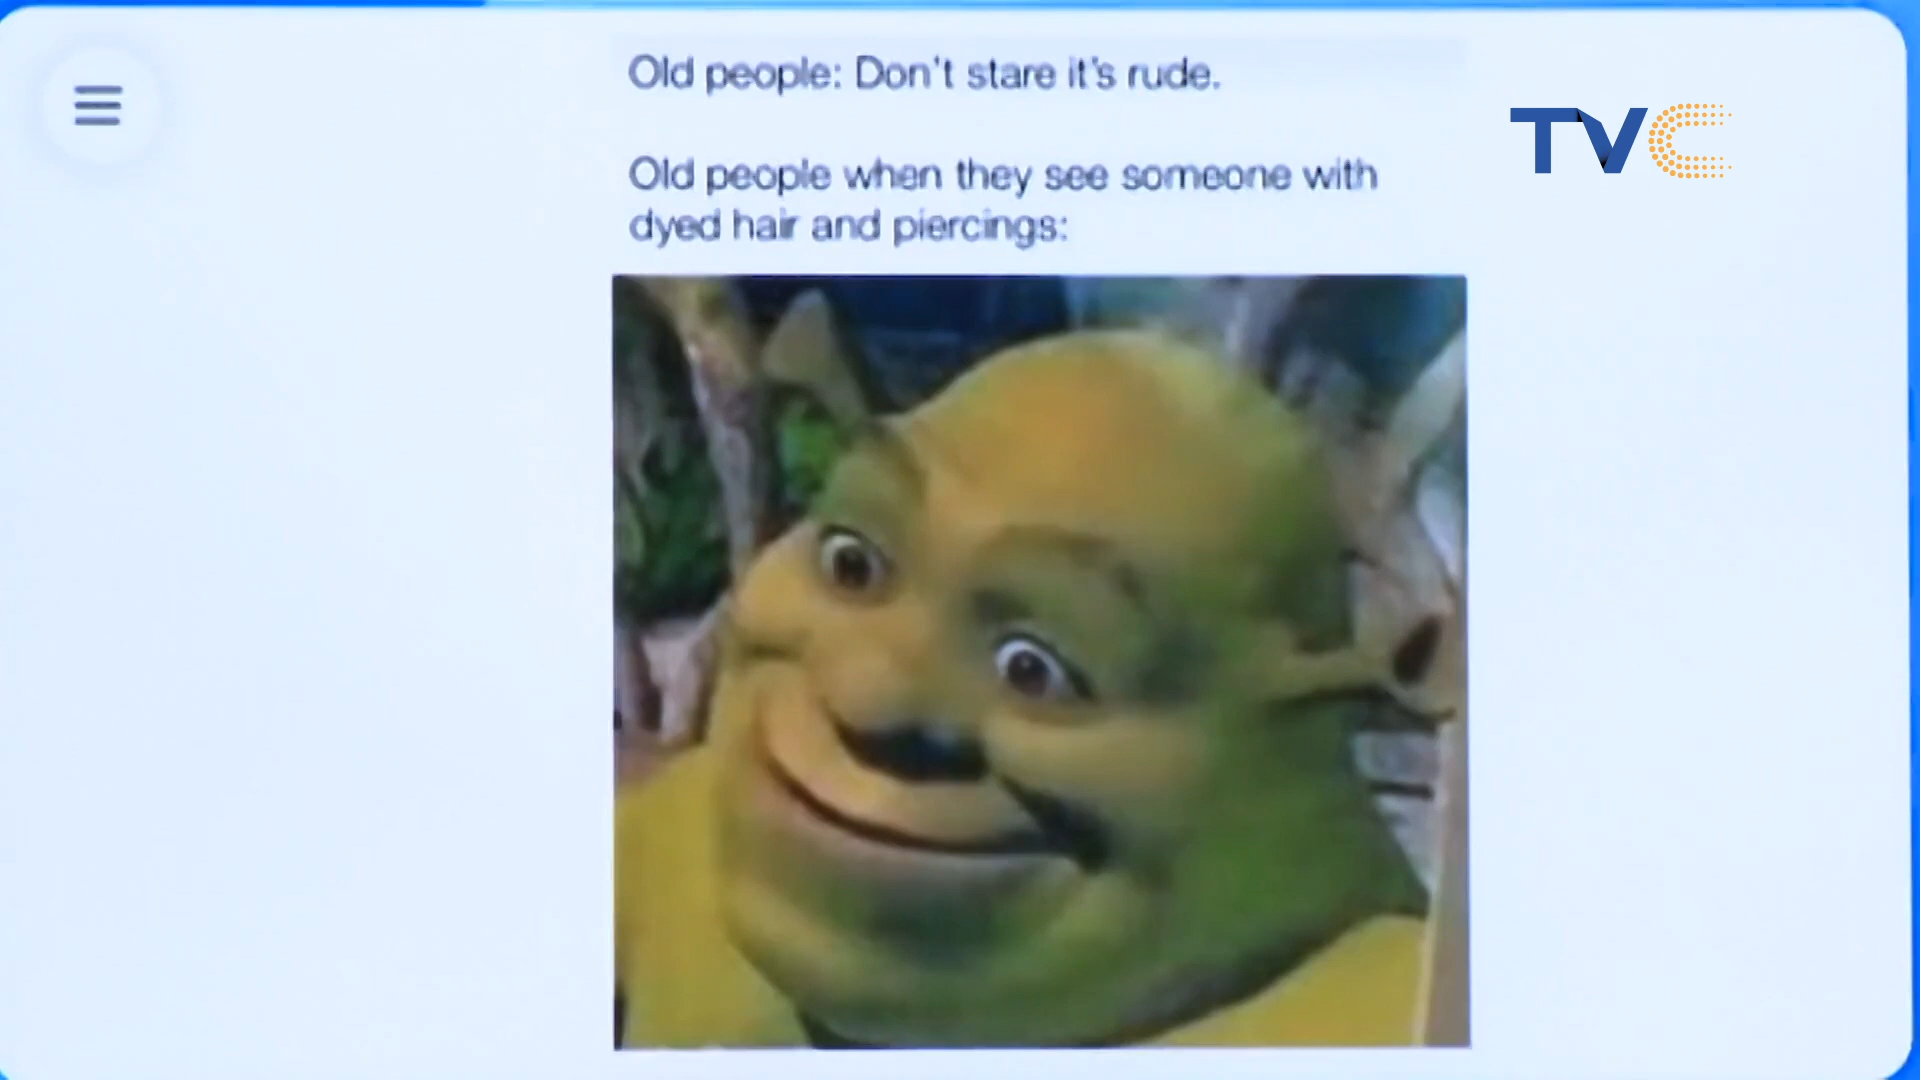 Old people: Don't stare it's rude.
TVC
Old people when they see someone with
dyed hair and piercings: